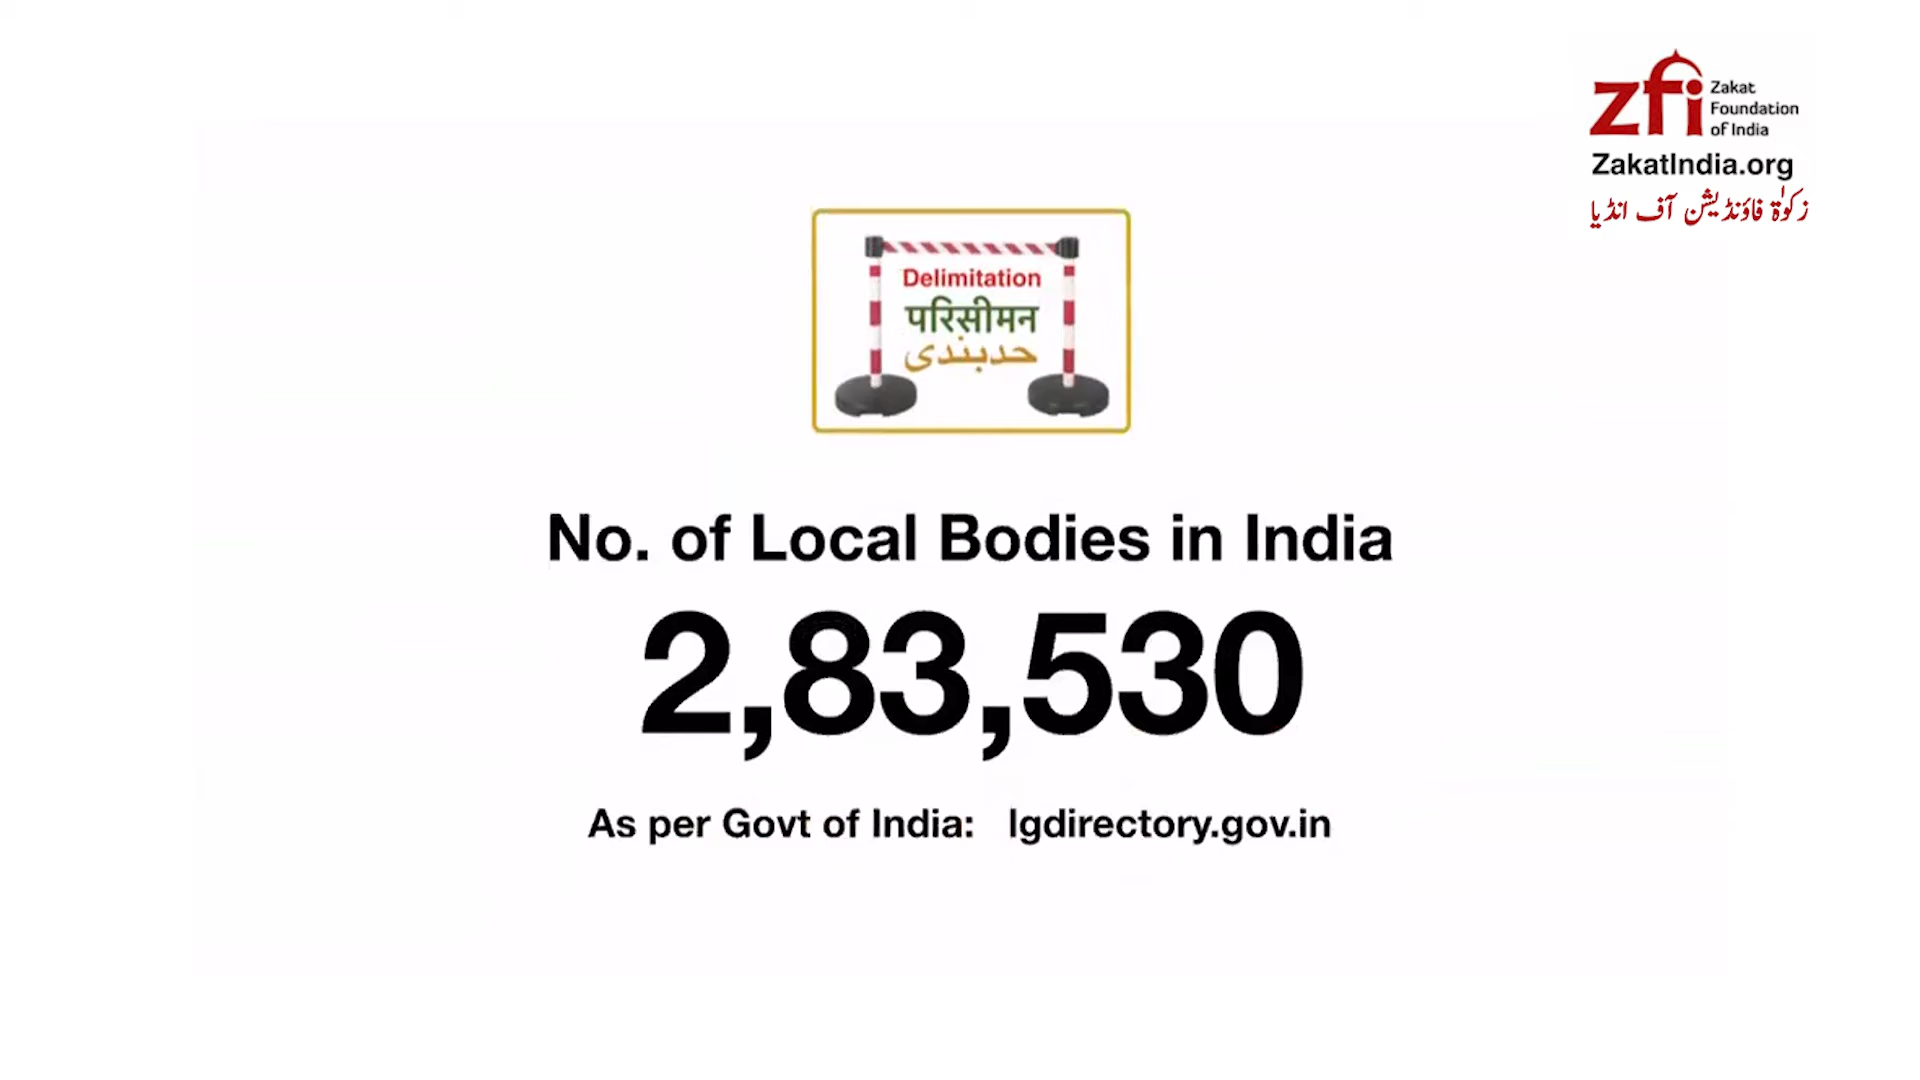 zfi Zakat
Foundation
of India
ZakatIndia.org
زکوٰۃ فاؤنڈیشن آف انڈیا
Delimitation
परिसीमन
حدبندی
No. of Local Bodies in India
2,83,530
As per Govt of India: lgdirectory.gov.in